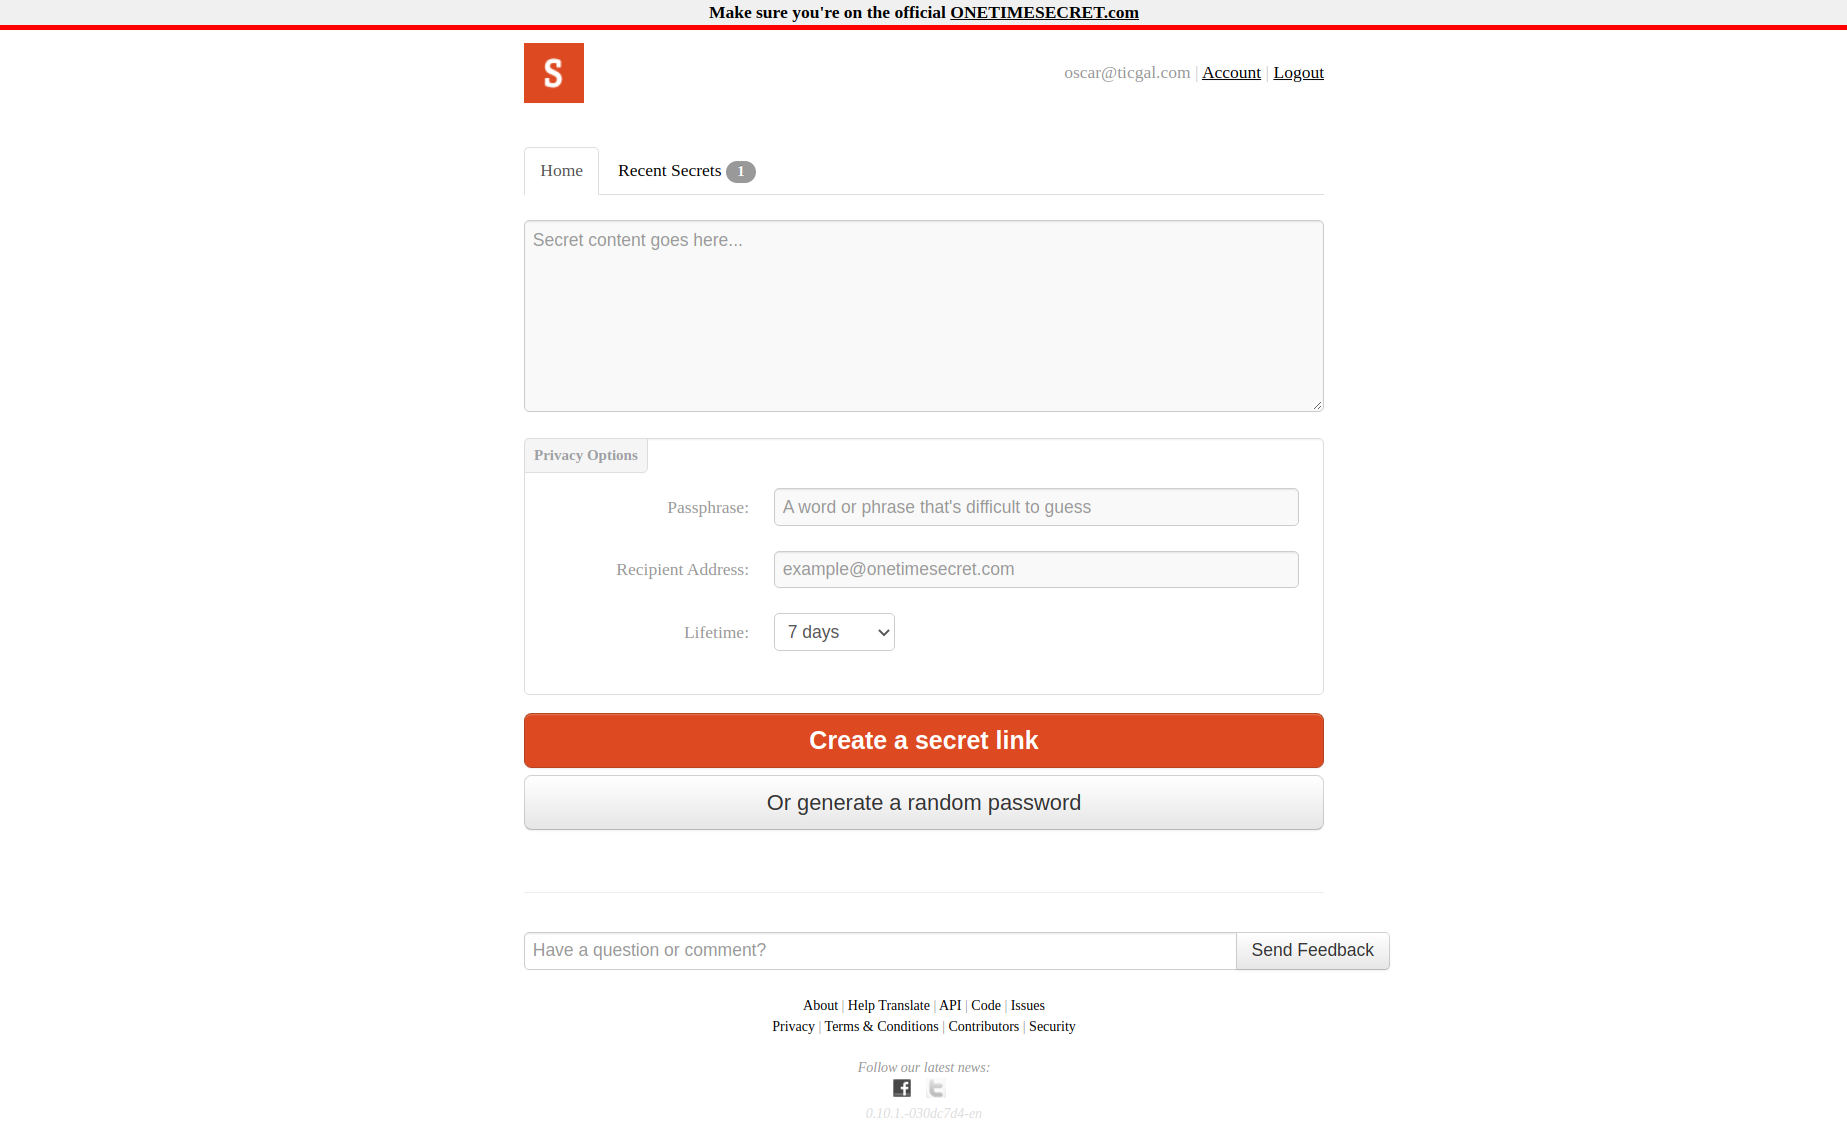 Make sure you're on the official ONETIMESECRET.com
S
oscar@ticgal.com | Account | Logout
Home Recent Secrets 1
Secret content goes here...
Privacy Options
Passphrase: A word or phrase that's difficult to guess
Recipient Address: example@onetimesecret.com
Lifetime: 7 days
Create a secret link
Or generate a random password
Have a question or comment? Send Feedback
About | Help Translate | API | Code | Issues
Privacy | Terms & Conditions | Contributors | Security
Follow our latest news:
0.10.1.-030dc7d4-en